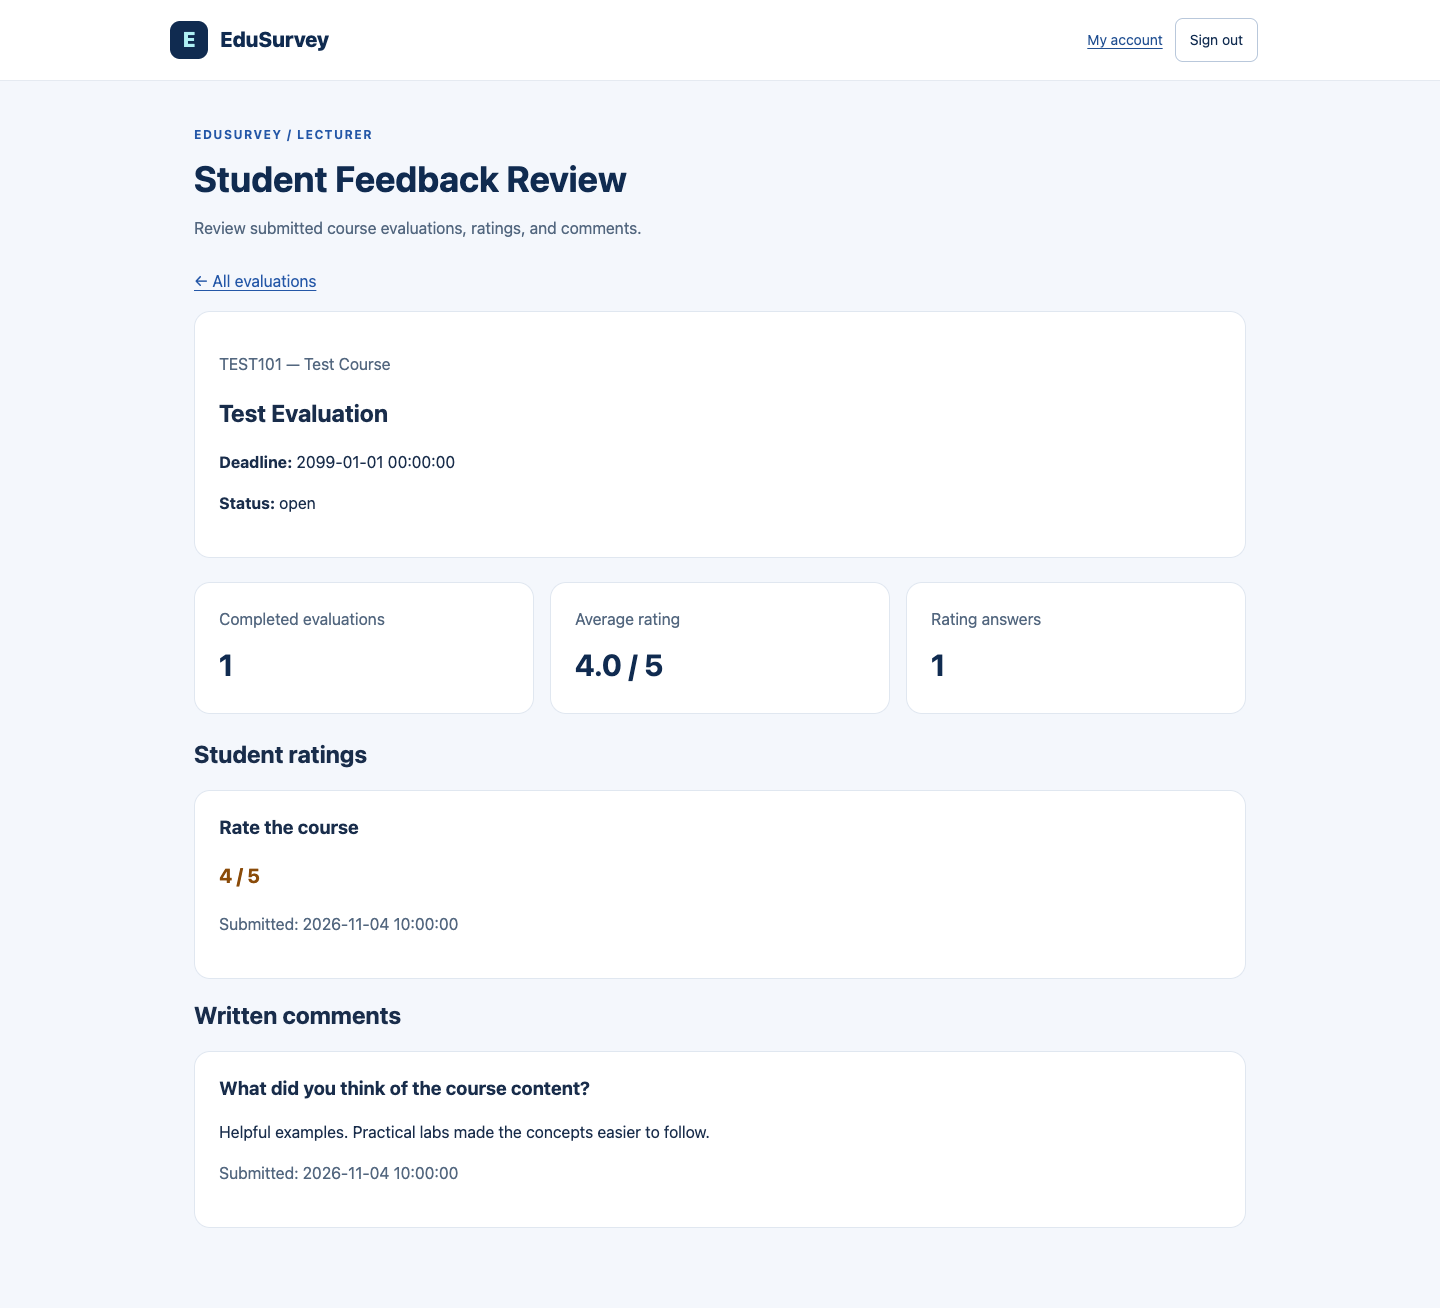 E EduSurvey
My account
Sign out
EDUSURVEY / LECTURER
Student Feedback Review
Review submitted course evaluations, ratings, and comments.
← All evaluations
TEST101 — Test Course
Test Evaluation
Deadline: 2099-01-01 00:00:00
Status: open
Completed evaluations
1
Average rating
4.0 / 5
Rating answers
1
Student ratings
Rate the course
4 / 5
Submitted: 2026-11-04 10:00:00
Written comments
What did you think of the course content?
Helpful examples. Practical labs made the concepts easier to follow.
Submitted: 2026-11-04 10:00:00